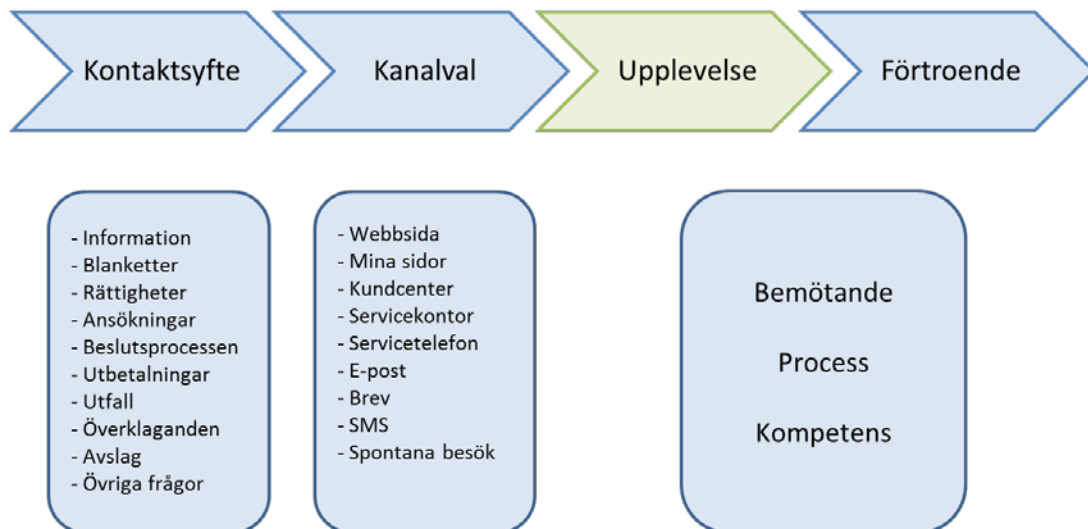 Kontaktsyfte
Kanalval
Upplevelse
Förtroende
- Information
- Blanketter
- Rättigheter
- Ansökningar
- Beslutsprocessen
- Utbetalningar
- Utfall
- Överklaganden
- Avslag
- Övriga frågor
- Webbsida
- Mina sidor
- Kundcenter
- Servicekontor
- Servicetelefon
- E-post
- Brev
- SMS
- Spontana besök
Bemötande
Process
Kompetens